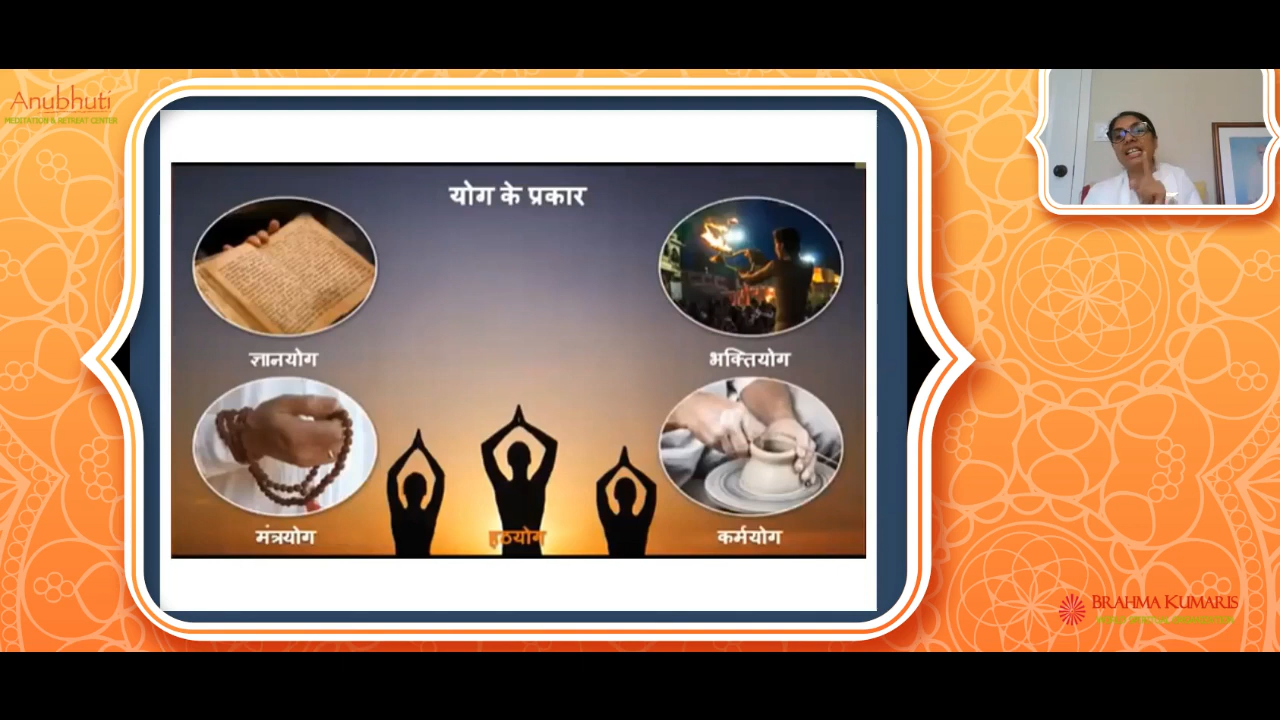 Anubhuti
MEDITATION & RETREAT CENTER
योग के प्रकार
ज्ञानयोग
भक्तियोग
मंत्रयोग
हठयोग
कर्मयोग
BRAHMA KUMARIS